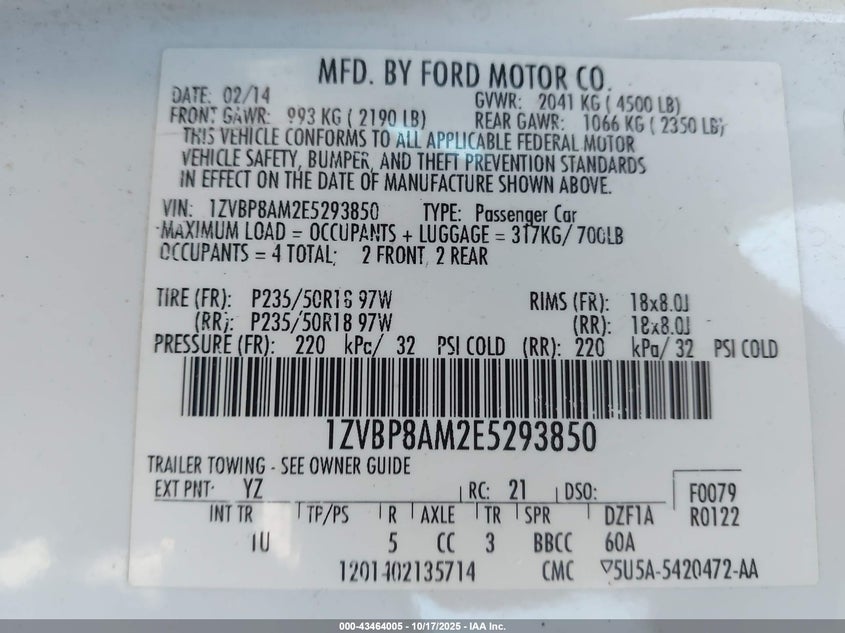 MFD. BY FORD MOTOR CO.
DATE: 02/14 GVWR: 2041 KG ( 4500 LB)
FRONT GAWR: 993 KG ( 2190 LB) REAR GAWR: 1066 KG ( 2350 LB)
THIS VEHICLE CONFORMS TO ALL APPLICABLE FEDERAL MOTOR
VEHICLE SAFETY, BUMPER, AND THEFT PREVENTION STANDARDS
IN EFFECT ON THE DATE OF MANUFACTURE SHOWN ABOVE.
VIN: 1ZVBP8AM2E5293850 TYPE: Passenger Car
MAXIMUM LOAD = OCCUPANTS + LUGGAGE = 317KG/ 700LB
OCCUPANTS = 4 TOTAL: 2 FRONT, 2 REAR
TIRE (FR): P235/50R18 97W RIMS (FR): 18x8.0J
(RR): P235/50R18 97W (RR): 18x8.0J
PRESSURE (FR): 220 kPa/ 32 PSI COLD (RR): 220 kPa/ 32 PSI COLD
1ZVBP8AM2E5293850
TRAILER TOWING - SEE OWNER GUIDE
EXT PNT: YZ RC: 21 DSO: F0079
INT TR TP/PS R AXLE TR SPR DZF1A R0122
IU 5 CC 3 BBCC 60A
1201402135714 CMC 5U5A-5420472-AA
000-43464005 - 10/17/2025 - IAA Inc.